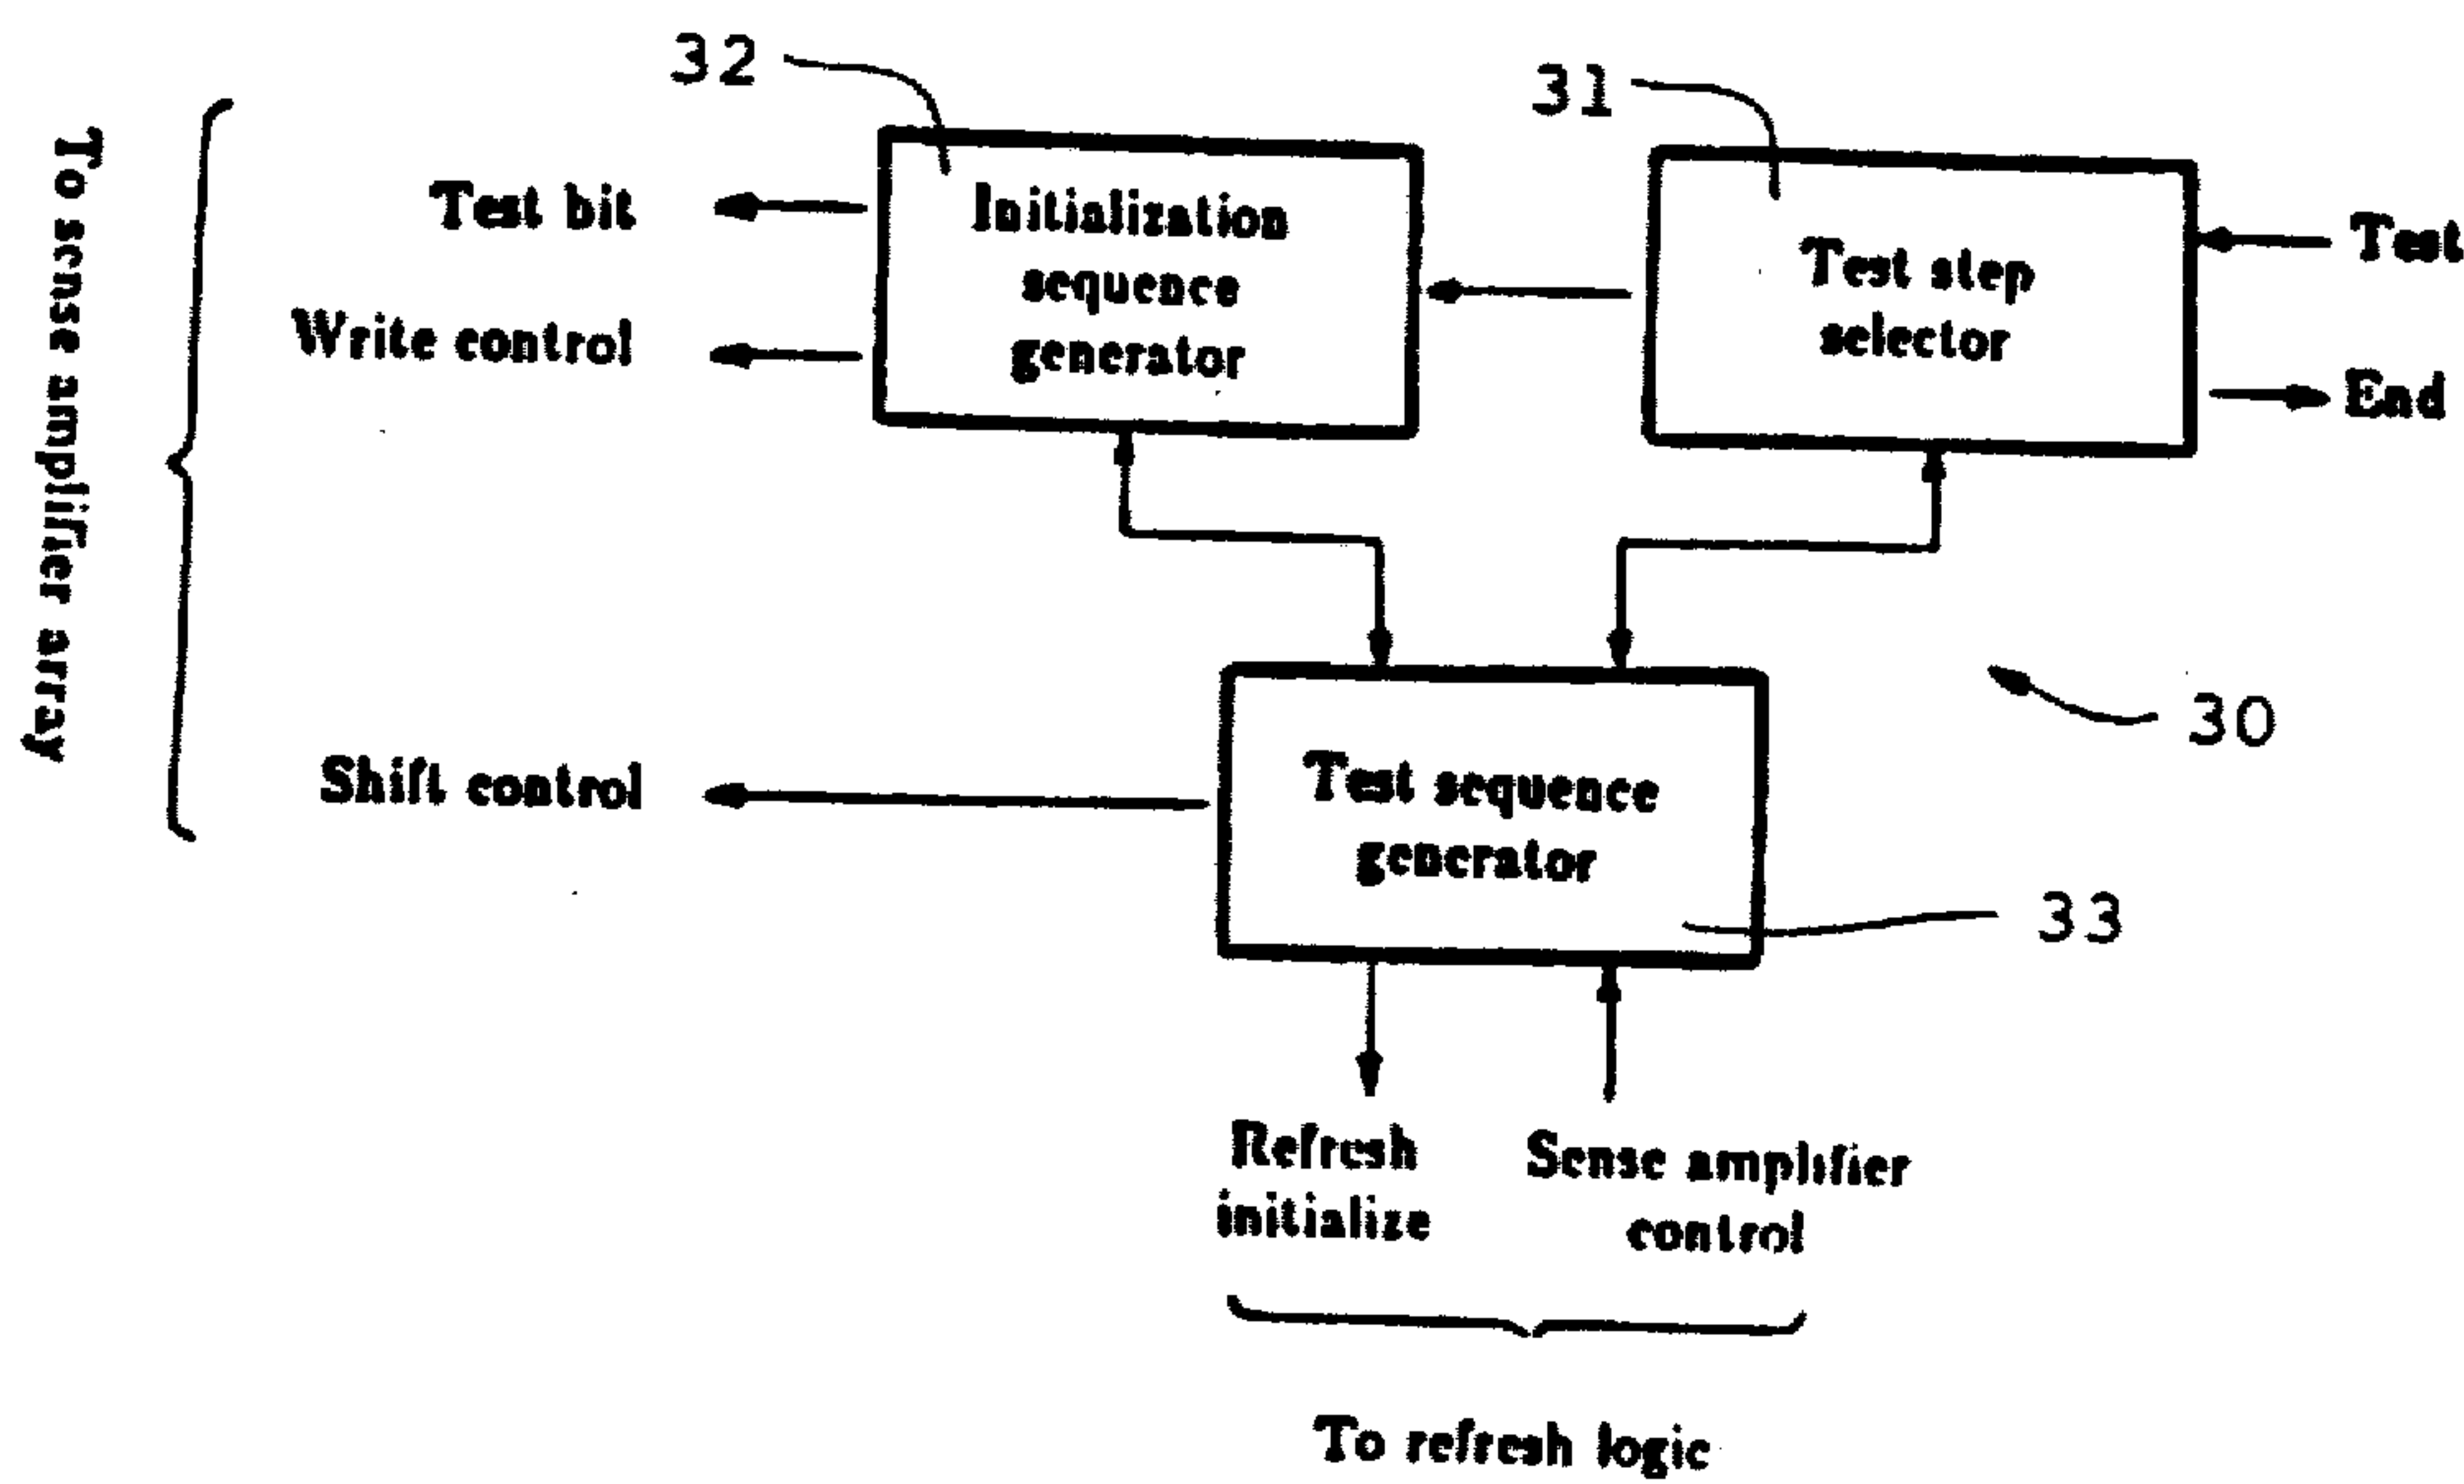 32
31
To sense amplifier array
Test bit
Write control
Initialization
sequence
generator
Test step
selector
Test
End
30
Shift control
Test sequence
generator
33
Refresh
initialize
Sense amplifier
control
To refresh logic